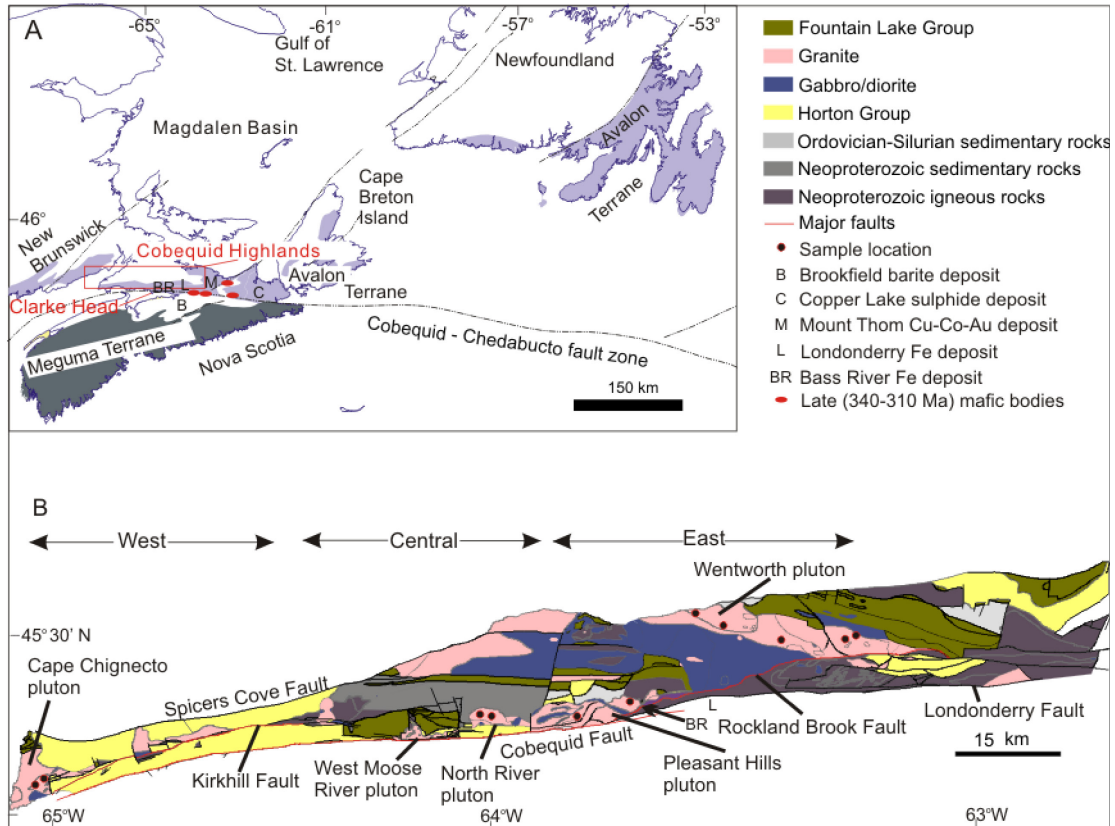 A
-65
-61
-57
-53
Gulf of
St. Lawrence
Newfoundland
Magdalen Basin
Avalon
Terrane
Cape
Breton
Island
46
New
Brunswick
Cobequid Highlands
BR L M
Avalon
Clarke Head
B
C
Terrane
Meguma Terrane
Nova Scotia
Cobequid - Chedabucto fault zone
150 km
Fountain Lake Group
Granite
Gabbro/diorite
Horton Group
Ordovician-Silurian sedimentary rocks
Neoproterozoic sedimentary rocks
Neoproterozoic igneous rocks
Major faults
Sample location
B Brookfield barite deposit
C Copper Lake sulphide deposit
M Mount Thom Cu-Co-Au deposit
L Londonderry Fe deposit
BR Bass River Fe deposit
Late (340-310 Ma) mafic bodies
B
West
Central
East
Wentworth pluton
45° 30' N
Cape Chignecto
pluton
Spicers Cove Fault
Kirkhill Fault
West Moose
River pluton
North River
pluton
Cobequid Fault
L
BR
Pleasant Hills
pluton
Rockland Brook Fault
Londonderry Fault
15 km
65°W
64°W
63°W